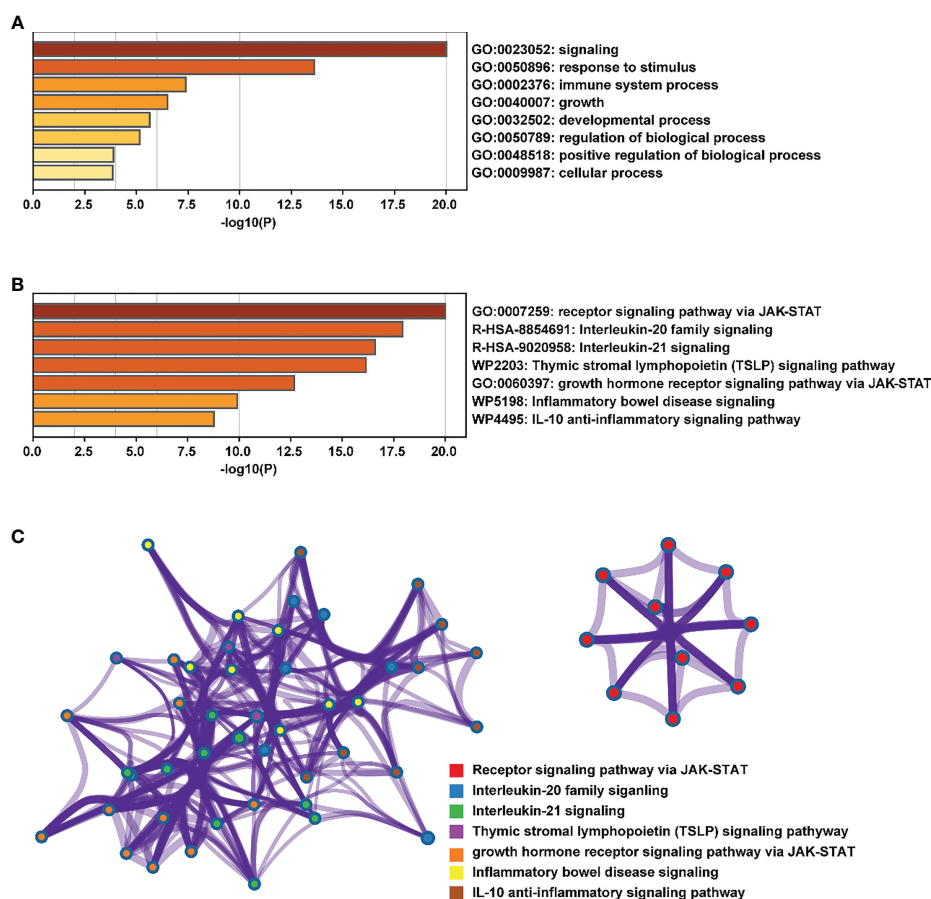 A
GO:0023052: signaling
GO:0050896: response to stimulus
GO:0002376: immune system process
GO:0040007: growth
GO:0032502: developmental process
GO:0050789: regulation of biological process
GO:0048518: positive regulation of biological process
GO:0009987: cellular process
0.0 2.5 5.0 7.5 10.0 12.5 15.0 17.5 20.0
-log10(P)
B
GO:0007259: receptor signaling pathway via JAK-STAT
R-HSA-8854691: Interleukin-20 family signaling
R-HSA-9020958: Interleukin-21 signaling
WP2203: Thymic stromal lymphopoietin (TSLP) signaling pathway
GO:0060397: growth hormone receptor signaling pathway via JAK-STAT
WP5198: Inflammatory bowel disease signaling
WP4495: IL-10 anti-inflammatory signaling pathway
0.0 2.5 5.0 7.5 10.0 12.5 15.0 17.5 20.0
-log10(P)
C
Receptor signaling pathway via JAK-STAT
Interleukin-20 family siganling
Interleukin-21 signaling
Thymic stromal lymphopoietin (TSLP) signaling pathyway
growth hormone receptor signaling pathway via JAK-STAT
Inflammatory bowel disease signaling
IL-10 anti-inflammatory signaling pathway